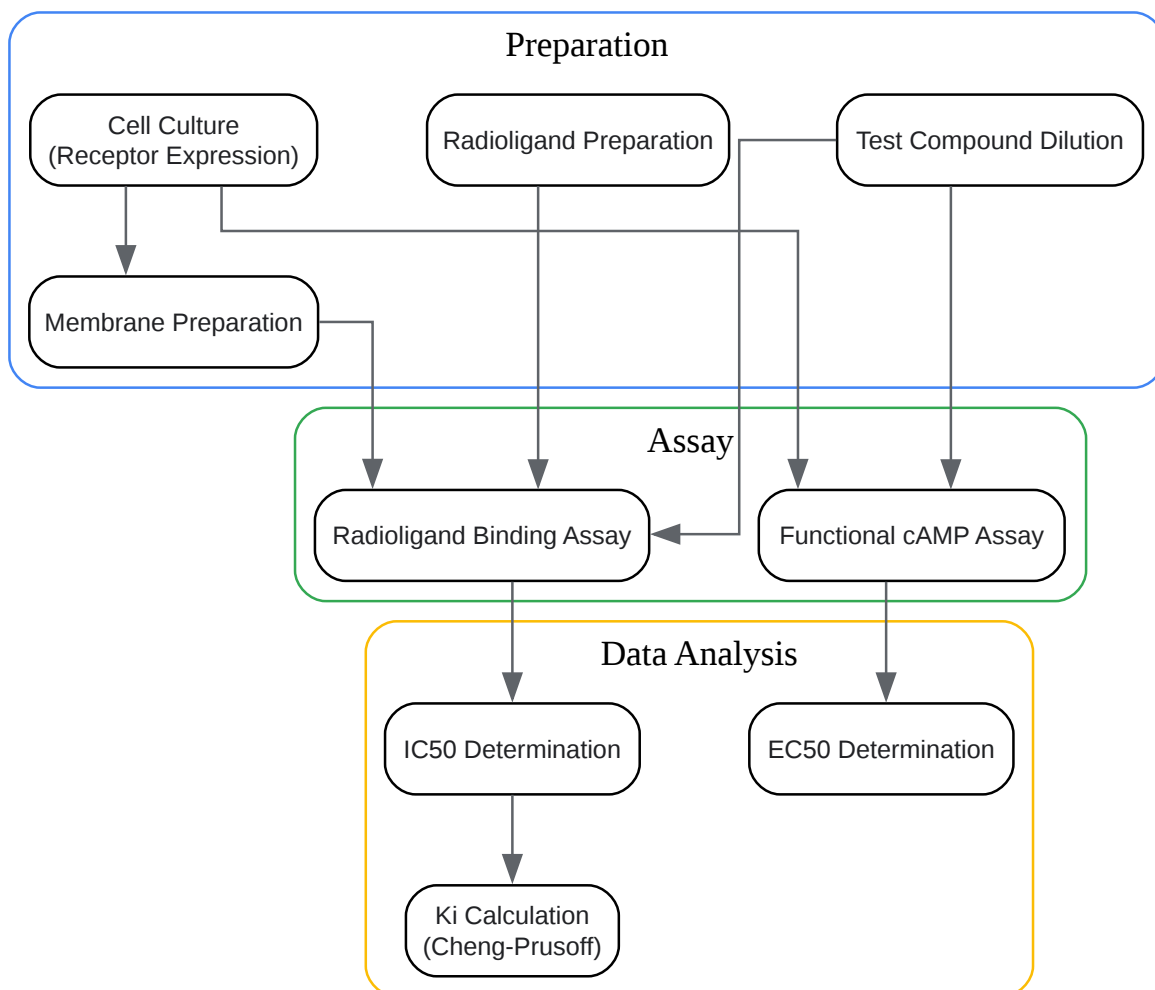 Preparation
Cell Culture
(Receptor Expression)
Radioligand Preparation
Test Compound Dilution
Membrane Preparation
Assay
Radioligand Binding Assay
Functional cAMP Assay
Data Analysis
IC50 Determination
EC50 Determination
Ki Calculation
(Cheng-Prusoff)